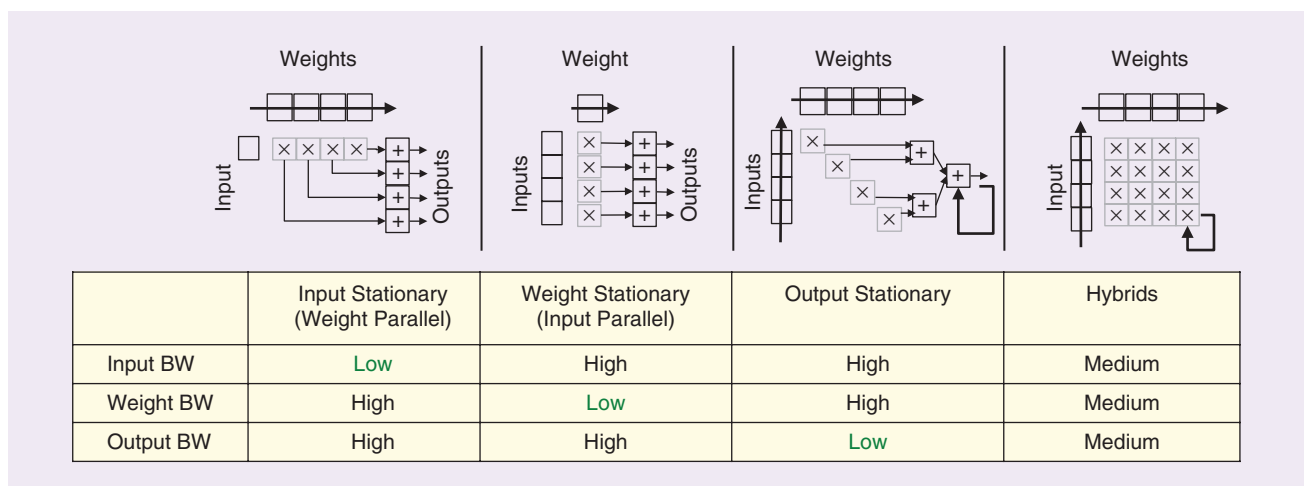 Weights
Weight
Weights
Weights
Input
× × × ×
+
+
+
+
Outputs
Inputs
×
×
×
×
+
+
+
+
Outputs
Inputs
×
×
×
×
+
+
+
Input
× × × ×
× × × ×
× × × ×
× × × ×
Input Stationary
(Weight Parallel)
Weight Stationary
(Input Parallel)
Output Stationary
Hybrids
Input BW Low High High Medium
Weight BW High Low High Medium
Output BW High High Low Medium